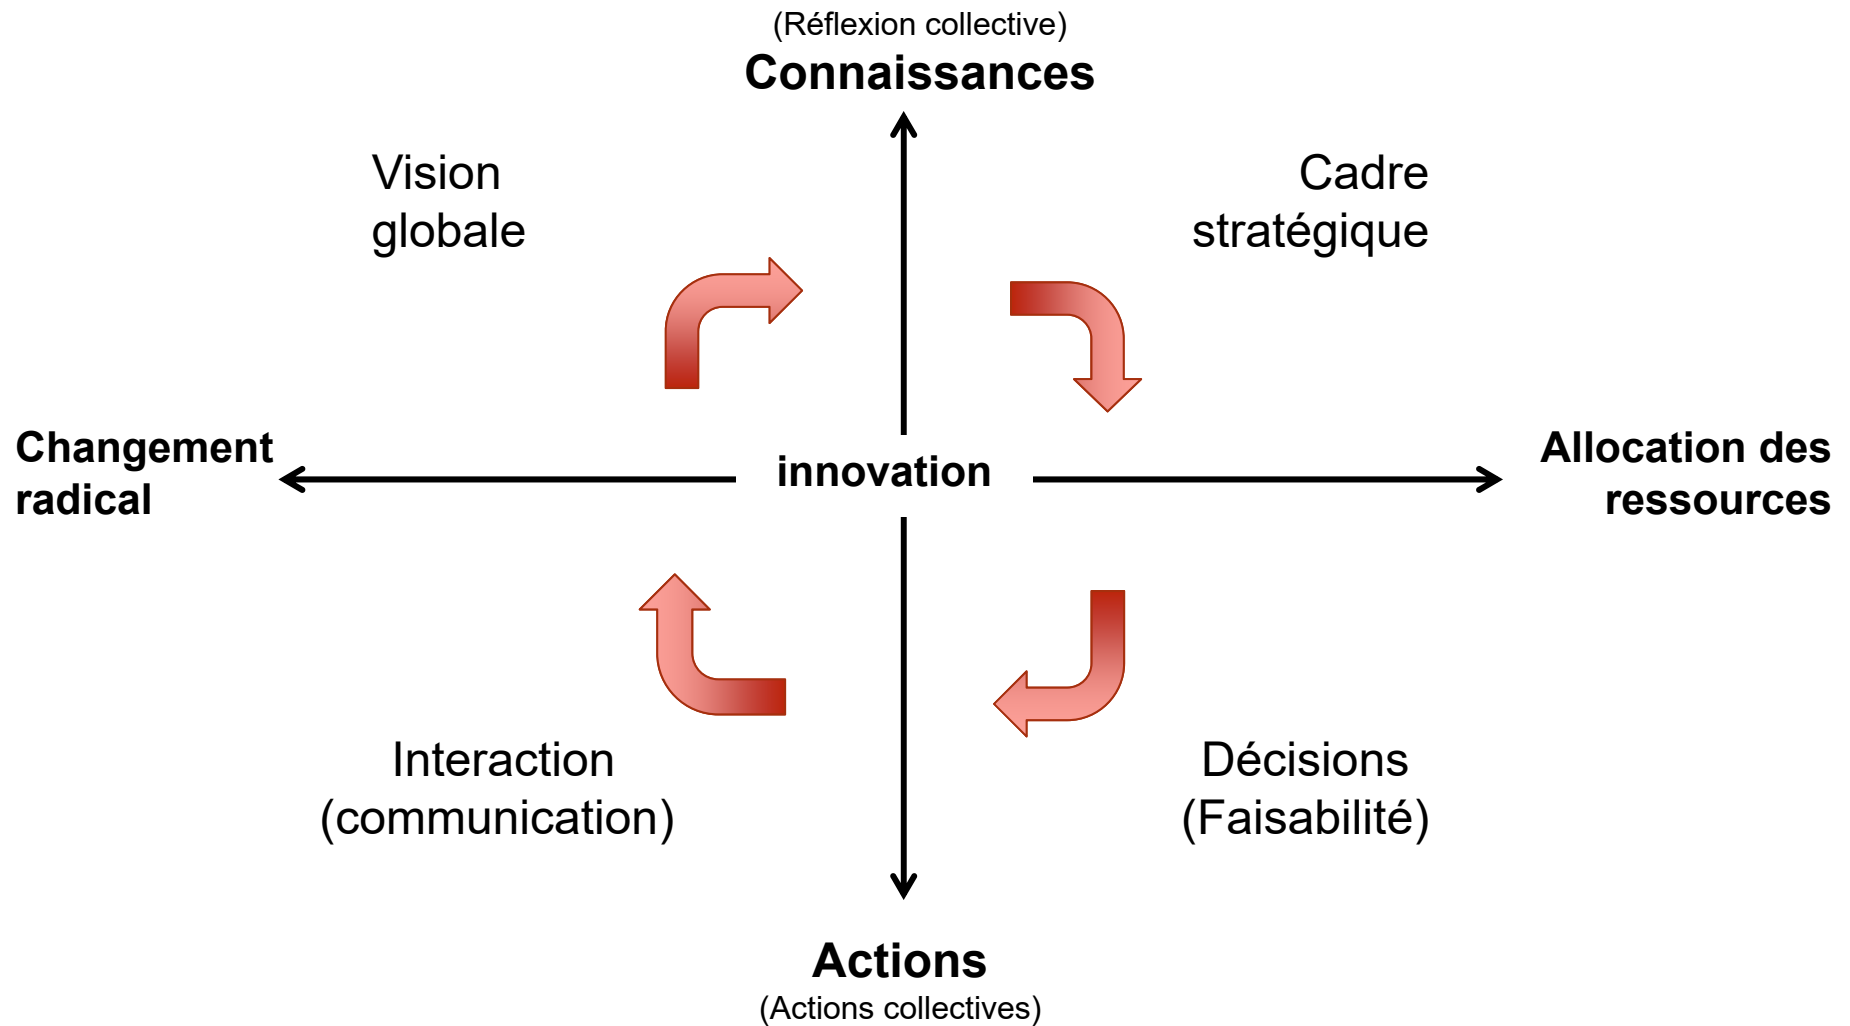 (Réflexion collective)
Connaissances
Vision
globale
Cadre
stratégique
Changement
radical
innovation
Allocation des
ressources
Interaction
(communication)
Décisions
(Faisabilité)
Actions
(Actions collectives)